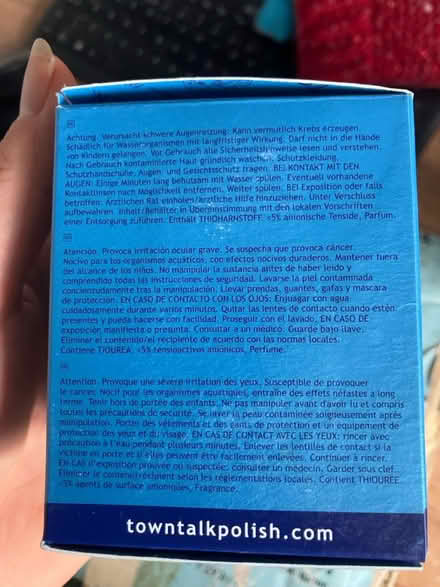 DE
Achtung. Verursacht schwere Augenreizung. Kann vermutlich Krebs erzeugen.
Schädlich für Wasserorganismen mit langfristiger Wirkung. Darf nicht in die Hände
von Kindern gelangen. Vor Gebrauch alle Sicherheitshinweise lesen und verstehen.
Nach Gebrauch kontaminierte Haut gründlich waschen. Schutzkleidung,
Schutzhandschuhe, Augen- und Gesichtsschutz tragen. BEI KONTAKT MIT DEN
AUGEN: Einige Minuten lang behutsam mit Wasser spülen. Eventuell vorhandene
Kontaktlinsen nach Möglichkeit entfernen. Weiter spülen. BEI Exposition oder falls
betroffen: Ärztlichen Rat einholen/ärztliche Hilfe hinzuziehen. Unter Verschluss
aufbewahren. Inhalt/Behälter in Übereinstimmung mit den lokalen Vorschriften
einer Entsorgung zuführen. Enthält THIOHARNSTOFF. <5% anionische Tenside, Parfum.
ES
Atención. Provoca irritación ocular grave. Se sospecha que provoca cáncer.
Nocivo para los organismos acuáticos, con efectos nocivos duraderos. Mantener fuera
del alcance de los niños. No manipular la sustancia antes de haber leído y
comprendido todas las instrucciones de seguridad. Lavarse la piel contaminada
concienzudamente tras la manipulación. Llevar prendas, guantes, gafas y máscara
de protección. EN CASO DE CONTACTO CON LOS OJOS: Enjuagar con agua
cuidadosamente durante varios minutos. Quitar las lentes de contacto cuando estén
presentes y pueda hacerse con facilidad. Proseguir con el lavado. EN CASO DE
exposición manifiesta o presunta: Consultar a un médico. Guarde bajo llave.
Eliminar el contenido/el recipiente de acuerdo con las normas locales.
Contiene TIOUREA. <5% tensioactivos aniónicos, Perfume.
FR
Attention. Provoque une sévère irritation des yeux. Susceptible de provoquer
le cancer. Nocif pour les organismes aquatiques, entraîne des effets néfastes à long
terme. Tenir hors de portée des enfants. Ne pas manipuler avant d'avoir lu et compris
toutes les précautions de sécurité. Se laver la peau contaminée soigneusement après
manipulation. Porter des vêtements et des gants de protection et un équipement de
protection des yeux et du visage. EN CAS DE CONTACT AVEC LES YEUX: rincer avec
précaution à l'eau pendant plusieurs minutes. Enlever les lentilles de contact si la
victime en porte et si elles peuvent être facilement enlevées. Continuer à rincer.
EN CAS d'exposition prouvée ou suspectée: consulter un médecin. Garder sous clef.
Éliminer le contenu/récipient selon les réglementations locales. Contient THIOURÉE.
<5% agents de surface anioniques, Fragrance.
towntalkpolish.com